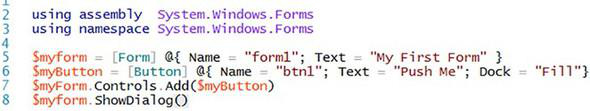 2 using assembly System.Windows.Forms
3 using namespace System.Windows.Forms
4
5 $myform = [Form] @{ Name = "form1"; Text = "My First Form" }
6 $myButton = [Button] @{ Name = "btn1"; Text = "Push Me"; Dock = "Fill"}
7 $myForm.Controls.Add($myButton)
8 $myform.ShowDialog()